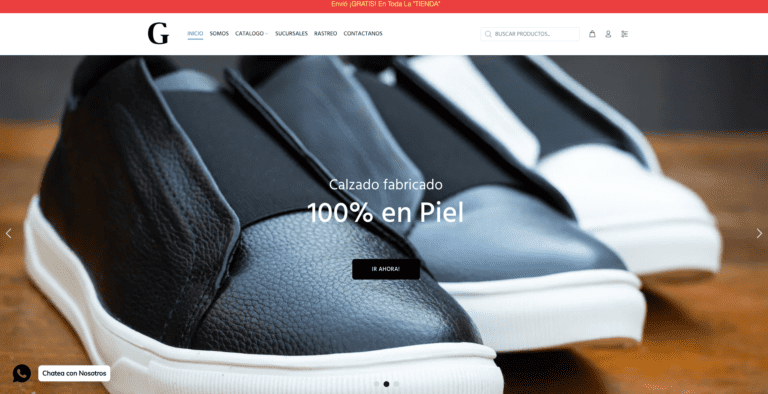 Envió ¡GRATIS! En Toda La "TIENDA"
G
INICIO SOMOS CATALOGO SUCURSALES RASTREO CONTACTANOS
BUSCAR PRODUCTOS...
Calzado fabricado
100% en Piel
IR AHORA!
Chatea con Nosotros